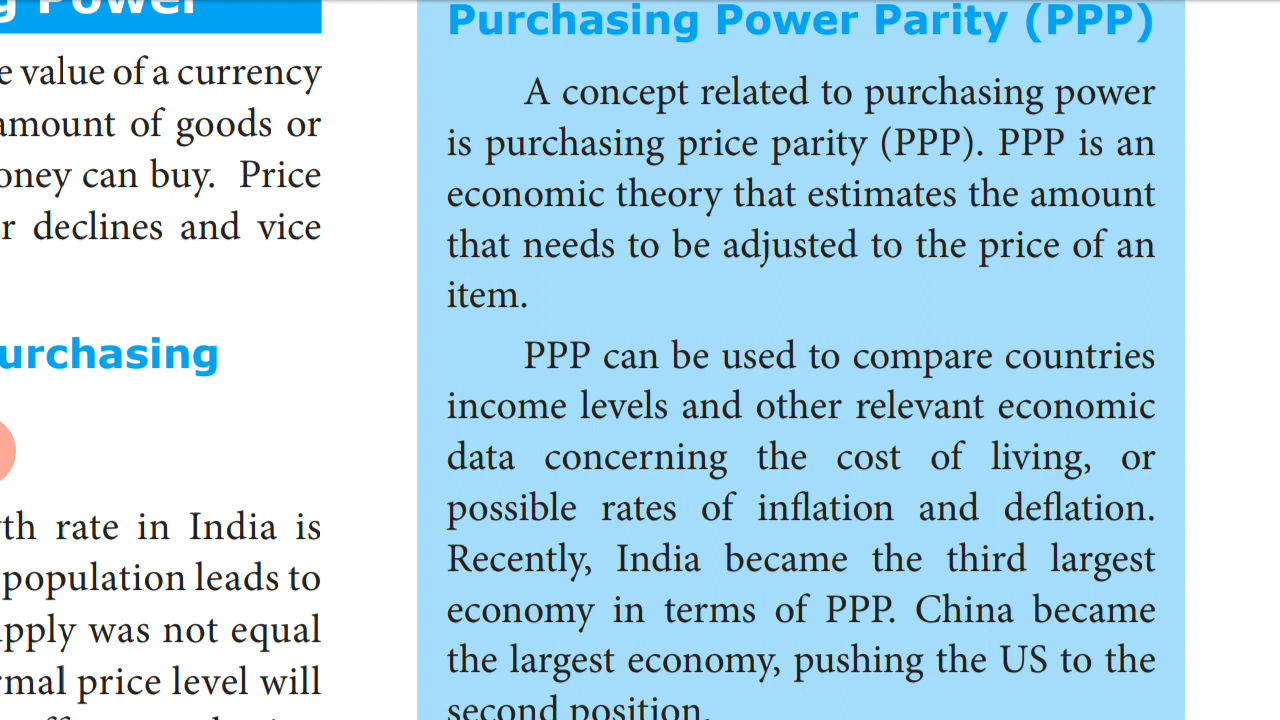 Power
e value of a currency
amount of goods or
oney can buy. Price
r declines and vice
urchasing
th rate in India is
population leads to
pply was not equal
rmal price level will
Purchasing Power Parity (PPP)
A concept related to purchasing power
is purchasing price parity (PPP). PPP is an
economic theory that estimates the amount
that needs to be adjusted to the price of an
item.
PPP can be used to compare countries
income levels and other relevant economic
data concerning the cost of living, or
possible rates of inflation and deflation.
Recently, India became the third largest
economy in terms of PPP. China became
the largest economy, pushing the US to the
second position.